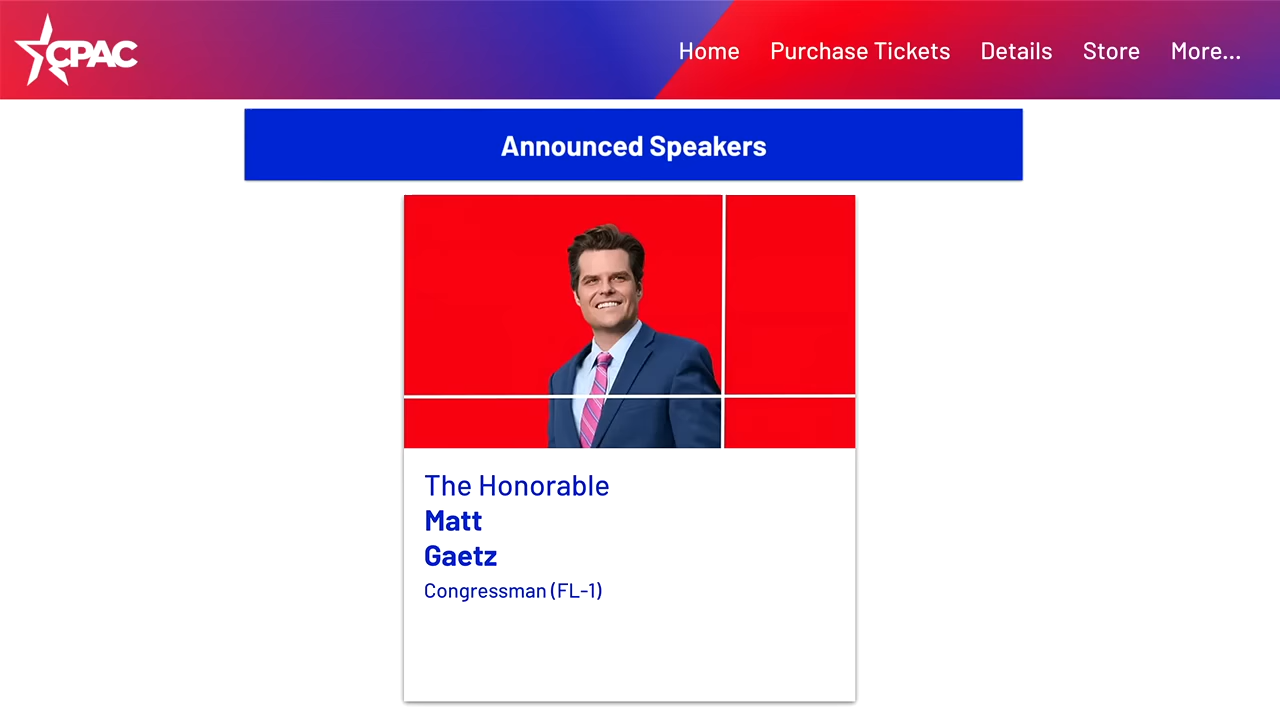 CPAC
Home Purchase Tickets Details Store More...
Announced Speakers
The Honorable
Matt
Gaetz
Congressman (FL-1)